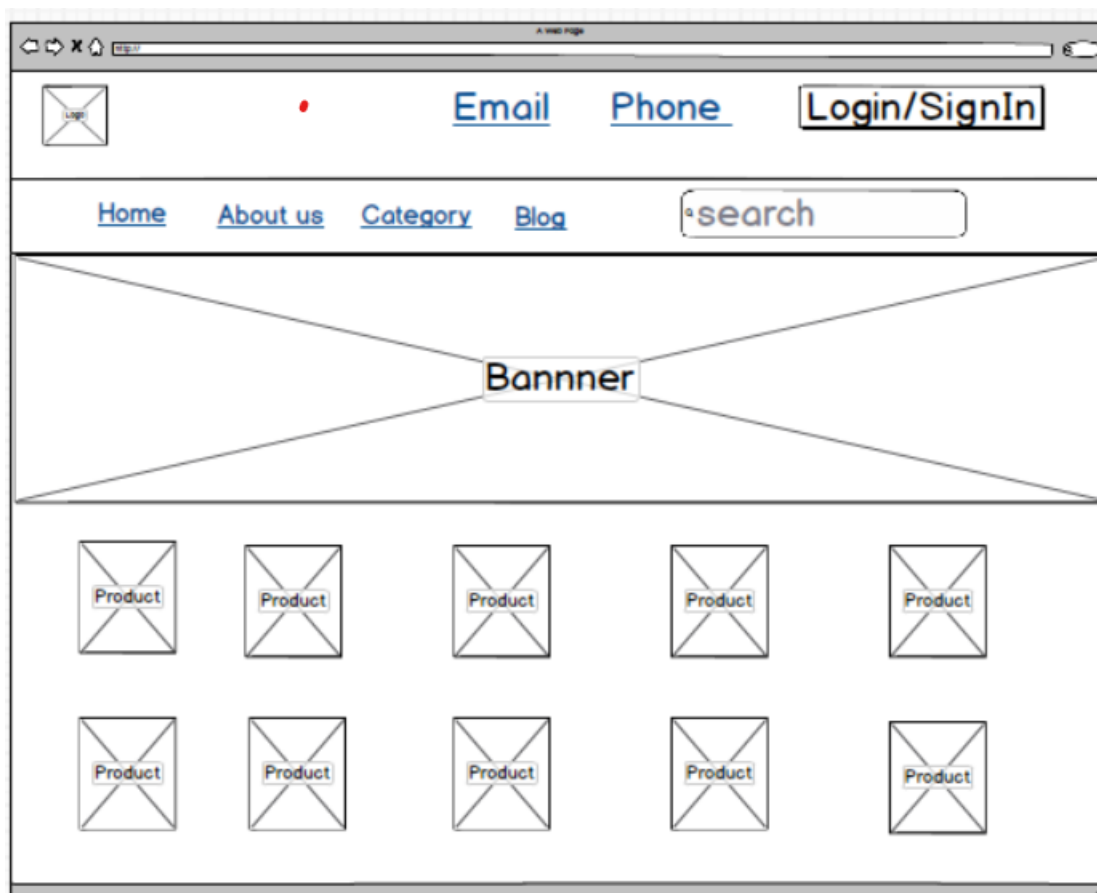 A Web Page
http://
Logo
Email Phone Login/SignIn
Home About us Category Blog search
Bannner
Product Product Product Product Product
Product Product Product Product Product